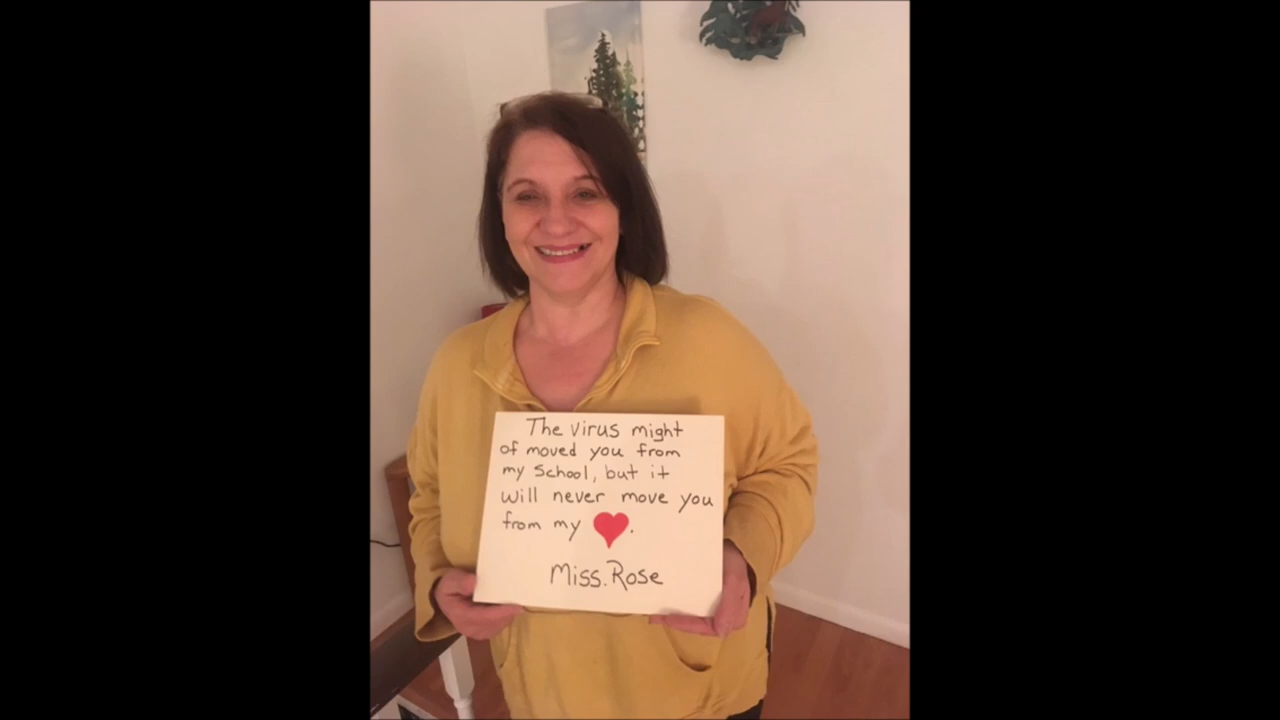 The virus might
of moved you from
my School, but it
will never move you
from my ♥.
Miss. Rose